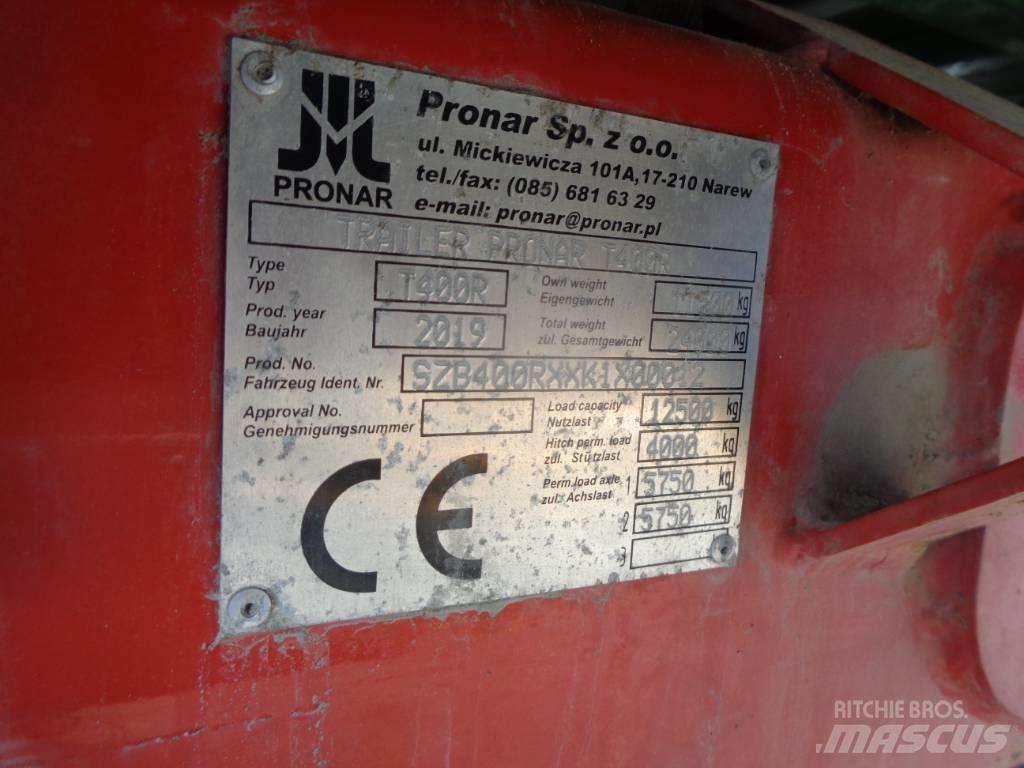 PRONAR
Pronar Sp. z o.o.
ul. Mickiewicza 101A,17-210 Narew
tel./fax: (085) 681 63 29
e-mail: pronar@pronar.pl
TRAILER PRONAR T400R
Type
Typ
T400R
Own weight
Eigengewicht
kg
Prod. year
Baujahr
2019
Total weight
zul. Gesamtgewicht
kg
Prod. No.
Fahrzeug Ident. Nr.
SZB400RXXK1X00012
Approval No.
Genehmigungsnummer
Load capacity
Nutzlast
12500 kg
Hitch perm. load
zul. Stützlast
4000 kg
Perm.load axle
zul. Achslast
1 5750 kg
2 5750 kg
3
CE
RITCHIE BROS.
MASCUS